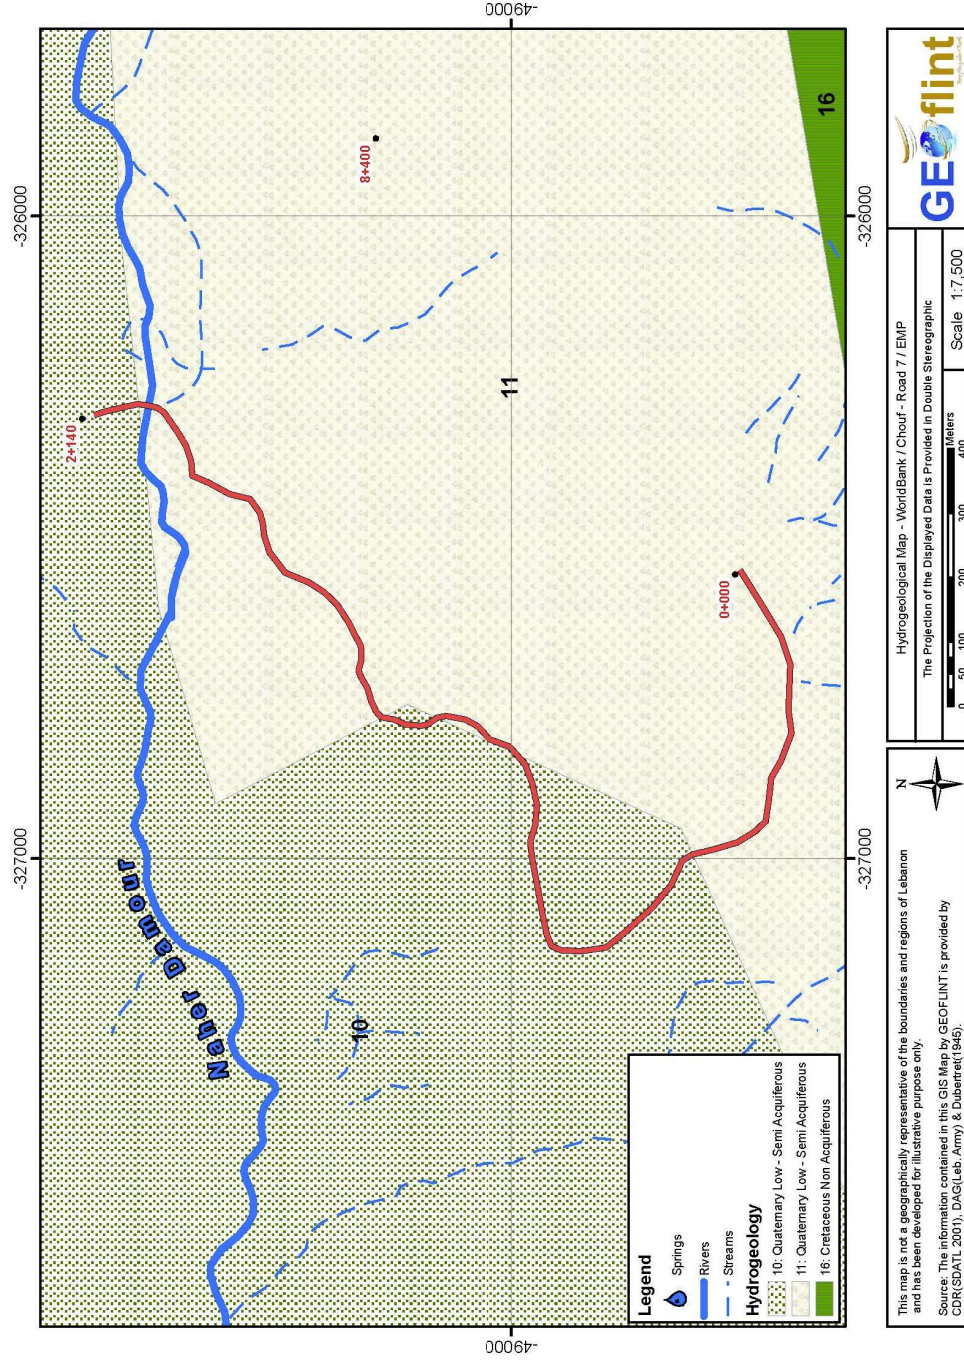 -327000
-326000
-49000
-49000
-327000
-326000
Naher Damour
2+140
8+400
0+000
10
11
16
Legend
Springs
Rivers
Streams
Hydrogeology
10: Quaternary Low - Semi Acquiferous
11: Quaternary Low - Semi Acquiferous
16: Cretaceous Non Acquiferous
This map is not a geographically representative of the boundaries and regions of Lebanon
and has been developed for illustrative purpose only.
Source: The information contained in this GIS Map by GEOFLINT is provided by
CDR(SDATL 2001), DAG(Leb. Army) & Dubertret(1945).
N
Hydrogeological Map - WorldBank / Chouf - Road 7 / EMP
The Projection of the Displayed Data is Provided in Double Stereographic
0 50 100 200 300 400
Meters
Scale 1:7,500
GEOflint